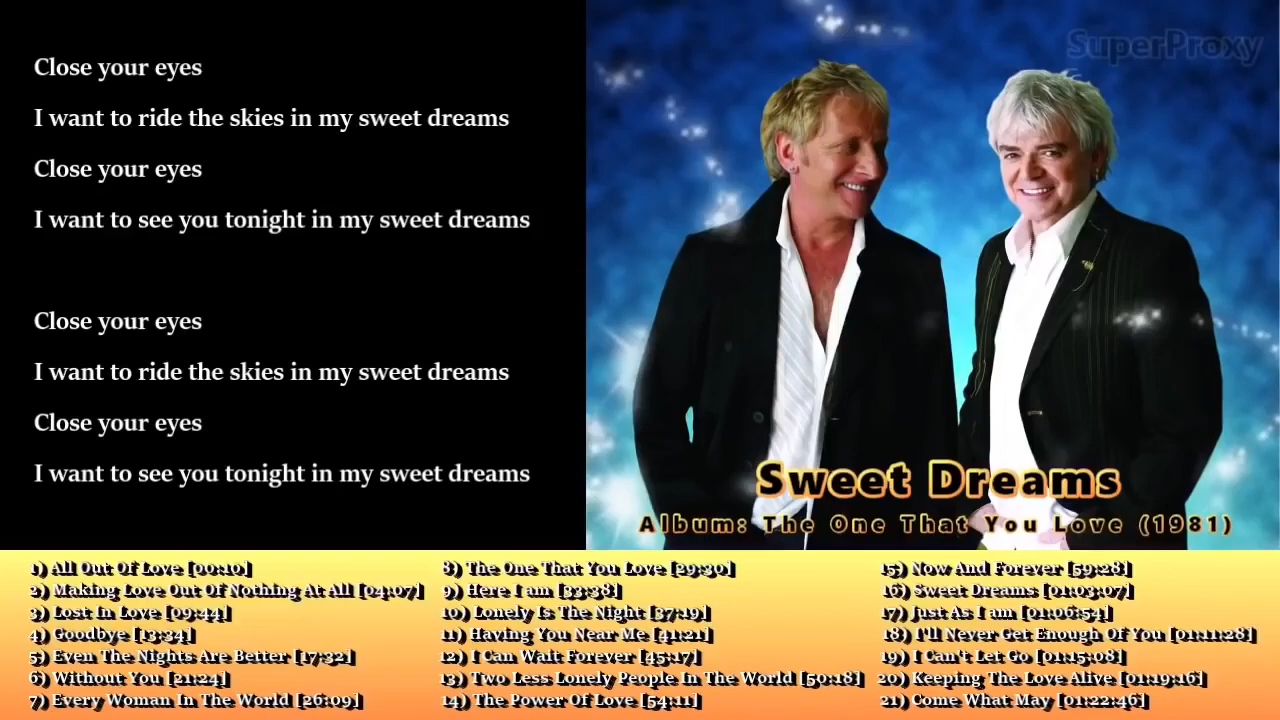 Close your eyes
I want to ride the skies in my sweet dreams
Close your eyes
I want to see you tonight in my sweet dreams
Close your eyes
I want to ride the skies in my sweet dreams
Close your eyes
I want to see you tonight in my sweet dreams
SuperProxy
Sweet Dreams
Album: The One That You Love (1981)
1) All Out Of Love [00:10]
2) Making Love Out Of Nothing At All [04:07]
3) Lost In Love [09:44]
4) Goodbye [13:34]
5) Even The Nights Are Better [17:32]
6) Without You [21:24]
7) Every Woman In The World [26:09]
8) The One That You Love [29:30]
9) Here I am [33:38]
10) Lonely Is The Night [37:19]
11) Having You Near Me [41:21]
12) I Can Wait Forever [45:17]
13) Two Less Lonely People In The World [50:18]
14) The Power Of Love [54:11]
15) Now And Forever [59:28]
16) Sweet Dreams [01:03:07]
17) Just As I am [01:06:54]
18) I'll Never Get Enough Of You [01:11:28]
19) I Can't Let Go [01:15:08]
20) Keeping The Love Alive [01:19:16]
21) Come What May [01:22:46]